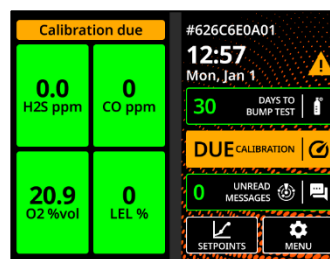 Calibration due
0.0
H2S ppm
0
CO ppm
20.9
O2 %vol
0
LEL %
#626C6E0A01
12:57
Mon, Jan 1
30
DAYS TO
BUMP TEST
DUE
CALIBRATION
0
UNREAD
MESSAGES
SETPOINTS
MENU